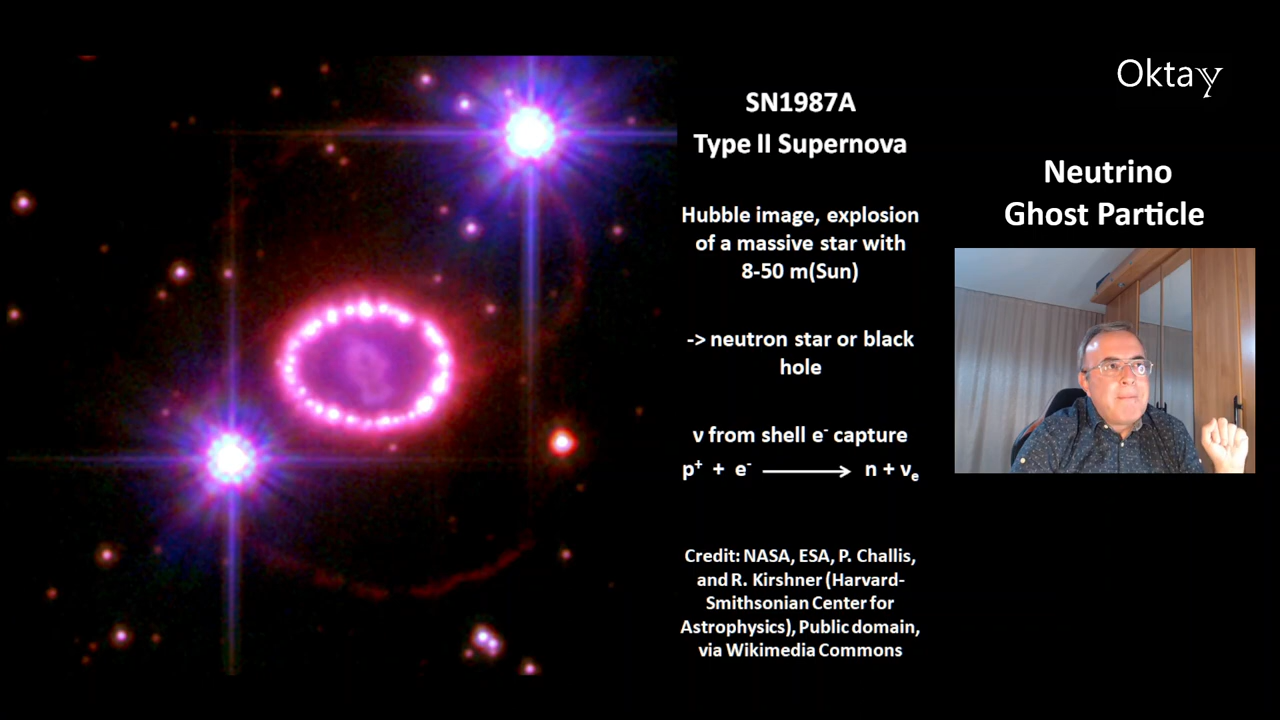 Oktay
SN1987A
Type II Supernova
Neutrino
Ghost Particle
Hubble image, explosion
of a massive star with
8-50 m(Sun)
-> neutron star or black
hole
ν from shell e⁻ capture
p⁺ + e⁻ ⟶ n + νₑ
Credit: NASA, ESA, P. Challis,
and R. Kirshner (Harvard-
Smithsonian Center for
Astrophysics), Public domain,
via Wikimedia Commons